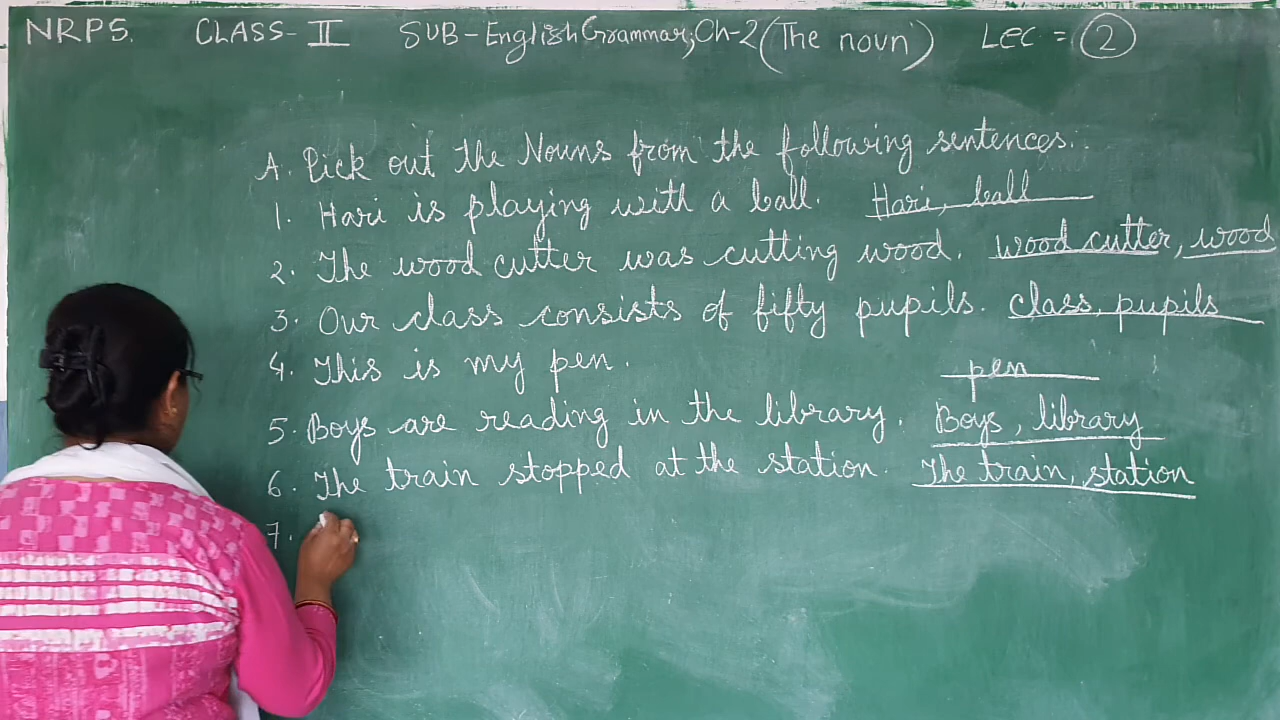 NRPS. CLASS-II SUB-English Grammar, Ch-2 (The noun) Lec = 2
A. Pick out the Nouns from the following sentences.
1. Hari is playing with a ball. Hari, ball
2. The wood cutter was cutting wood. wood cutter, wood
3. Our class consists of fifty pupils. class, pupils
4. This is my pen. pen
5. Boys are reading in the library. Boys, library
6. The train stopped at the station. The train, station
7.